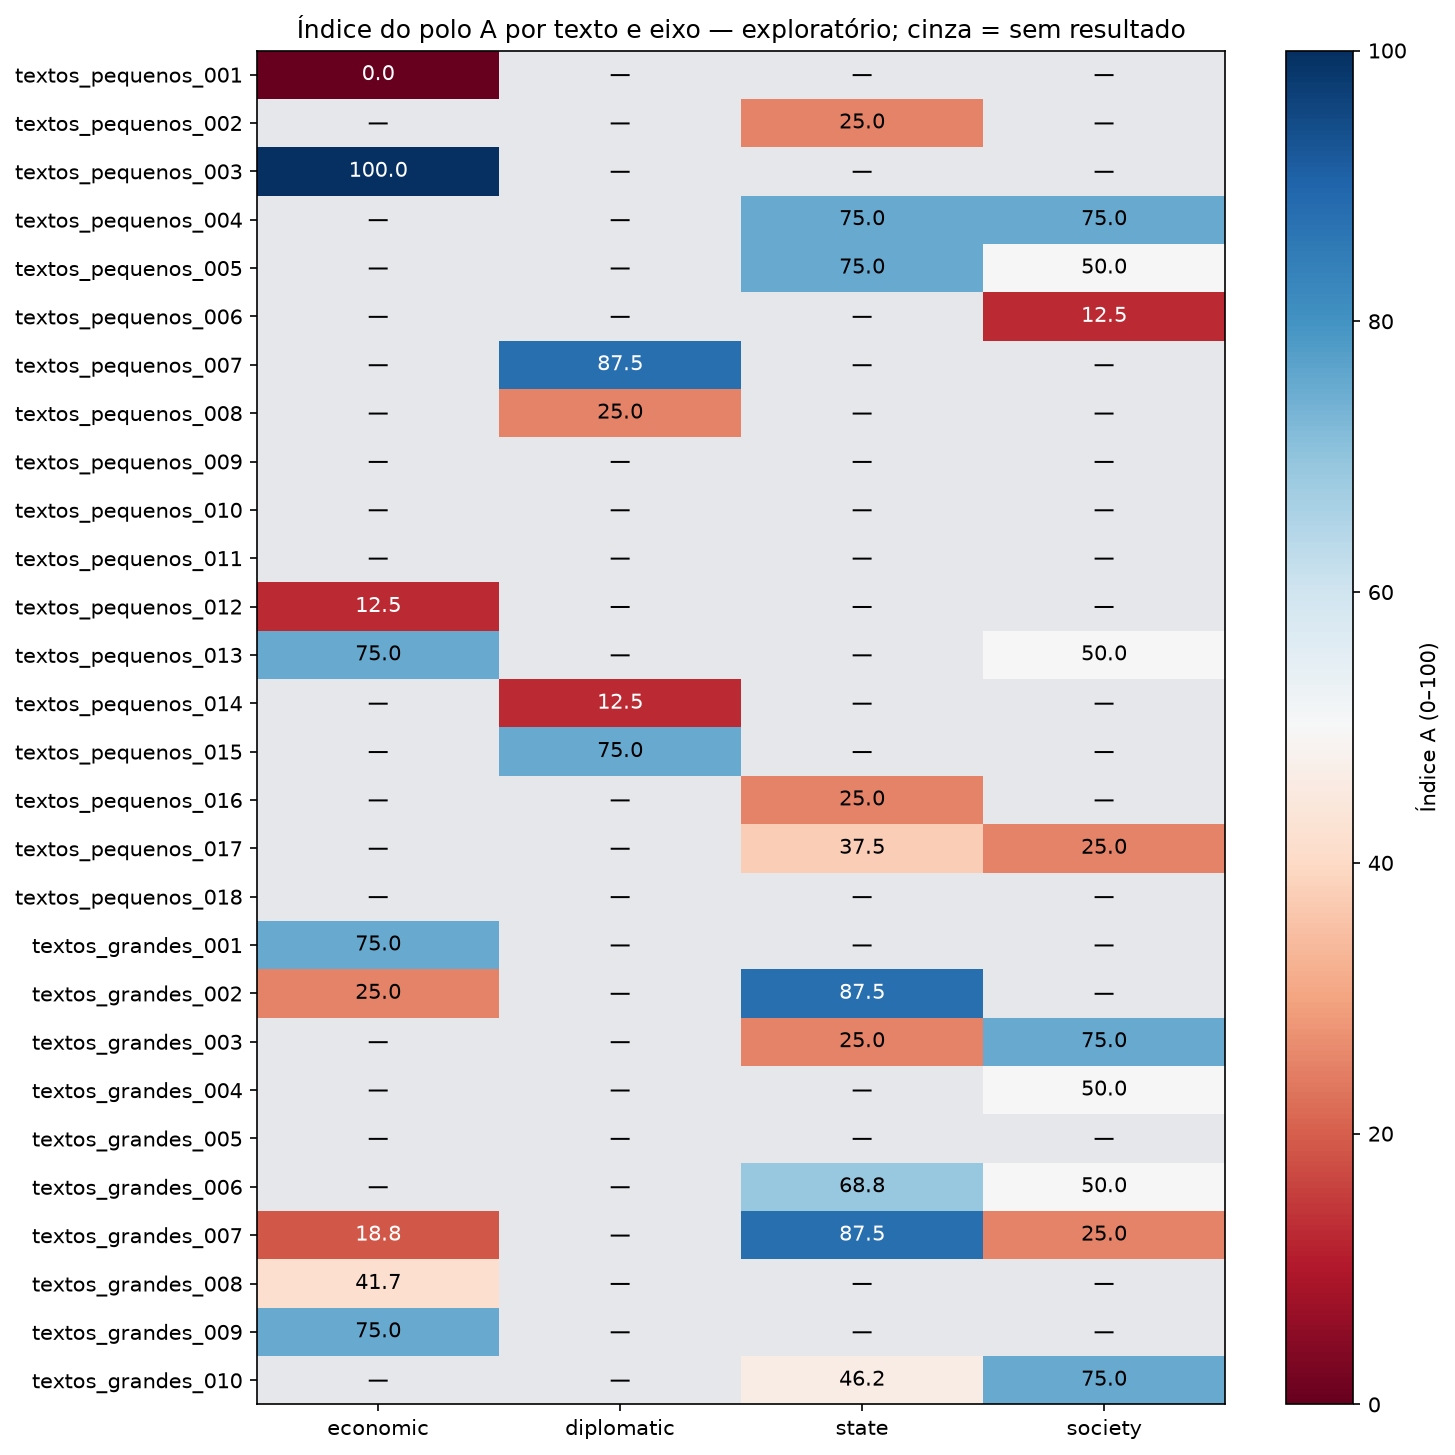 Índice do polo A por texto e eixo — exploratório; cinza = sem resultado
textos_pequenos_001 0.0 — — —
textos_pequenos_002 — — 25.0 —
textos_pequenos_003 100.0 — — —
textos_pequenos_004 — — 75.0 75.0
textos_pequenos_005 — — 75.0 50.0
textos_pequenos_006 — — — 12.5
textos_pequenos_007 — 87.5 — —
textos_pequenos_008 — 25.0 — —
textos_pequenos_009 — — — —
textos_pequenos_010 — — — —
textos_pequenos_011 — — — —
textos_pequenos_012 12.5 — — —
textos_pequenos_013 75.0 — — 50.0
textos_pequenos_014 — 12.5 — —
textos_pequenos_015 — 75.0 — —
textos_pequenos_016 — — 25.0 —
textos_pequenos_017 — — 37.5 25.0
textos_pequenos_018 — — — —
textos_grandes_001 75.0 — — —
textos_grandes_002 25.0 — 87.5 —
textos_grandes_003 — — 25.0 75.0
textos_grandes_004 — — — 50.0
textos_grandes_005 — — — —
textos_grandes_006 — — 68.8 50.0
textos_grandes_007 18.8 — 87.5 25.0
textos_grandes_008 41.7 — — —
textos_grandes_009 75.0 — — —
textos_grandes_010 — — 46.2 75.0
economic diplomatic state society
100
80
60
40
20
0
Índice A (0–100)